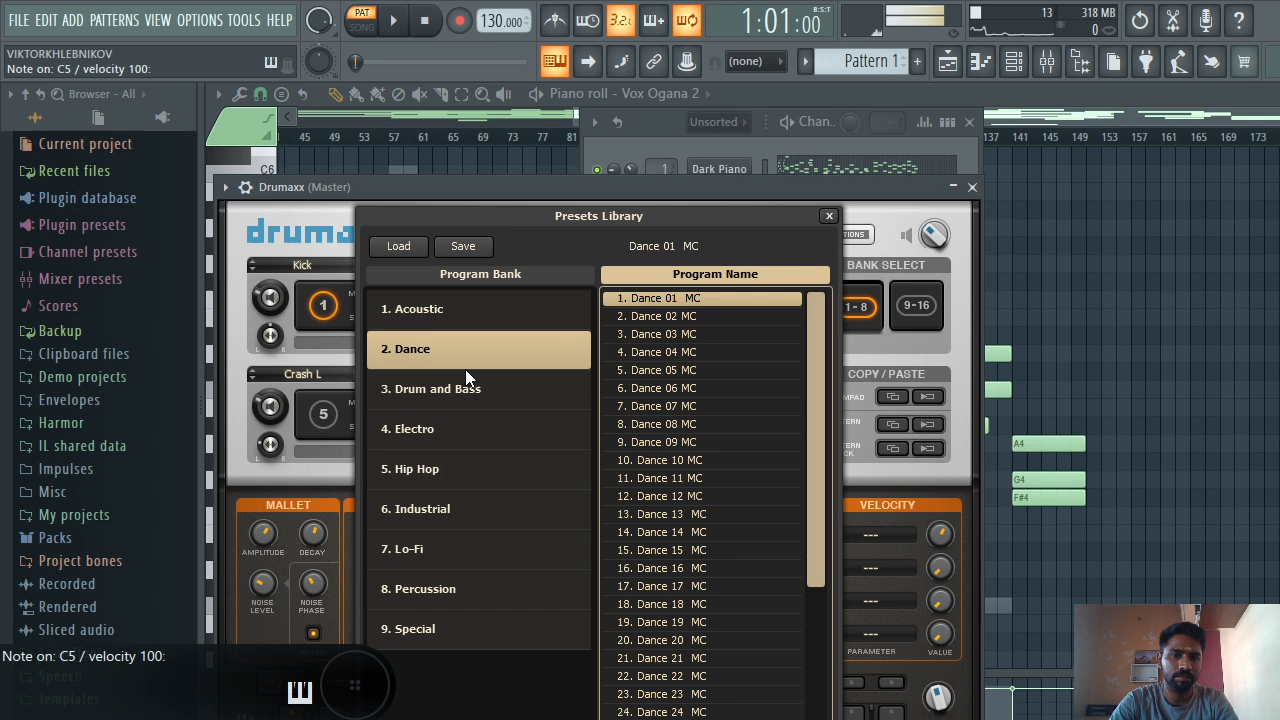 FILE EDIT ADD PATTERNS VIEW OPTIONS TOOLS HELP
PAT
SONG
130.000
3.2
1:01:00
B:S:T
13
318 MB
0
VIKTORKHLEBNIKOV
Note on: C5 / velocity 100:
(none)
Pattern 1
Browser - All
Piano roll - Vox Ogana 2
Unsorted
Chan..
45 49 53 57 61 65 69 73 77 81
137 141 145 149 153 157 161 165 169 173
C6
1
Dark Piano
Current project
Recent files
Plugin database
Plugin presets
Channel presets
Mixer presets
Scores
Backup
Clipboard files
Demo projects
Envelopes
Harmor
IL shared data
Impulses
Misc
My projects
Packs
Project bones
Recorded
Rendered
Sliced audio
Speech
Templates
Drumaxx (Master)
Presets Library
Load
Save
Dance 01 MC
Program Bank
Program Name
1. Acoustic
2. Dance
3. Drum and Bass
4. Electro
5. Hip Hop
6. Industrial
7. Lo-Fi
8. Percussion
9. Special
1. Dance 01 MC
2. Dance 02 MC
3. Dance 03 MC
4. Dance 04 MC
5. Dance 05 MC
6. Dance 06 MC
7. Dance 07 MC
8. Dance 08 MC
9. Dance 09 MC
10. Dance 10 MC
11. Dance 11 MC
12. Dance 12 MC
13. Dance 13 MC
14. Dance 14 MC
15. Dance 15 MC
16. Dance 16 MC
17. Dance 17 MC
18. Dance 18 MC
19. Dance 19 MC
20. Dance 20 MC
21. Dance 21 MC
22. Dance 22 MC
23. Dance 23 MC
24. Dance 24 MC
Kick
1
L R
Crash L
5
L R
MALLET
AMPLITUDE
DECAY
NOISE LEVEL
NOISE PHASE
BANK SELECT
1-8
9-16
COPY / PASTE
VELOCITY
---
---
---
---
PARAMETER
VALUE
A4
G4
F#4
Note on: C5 / velocity 100: